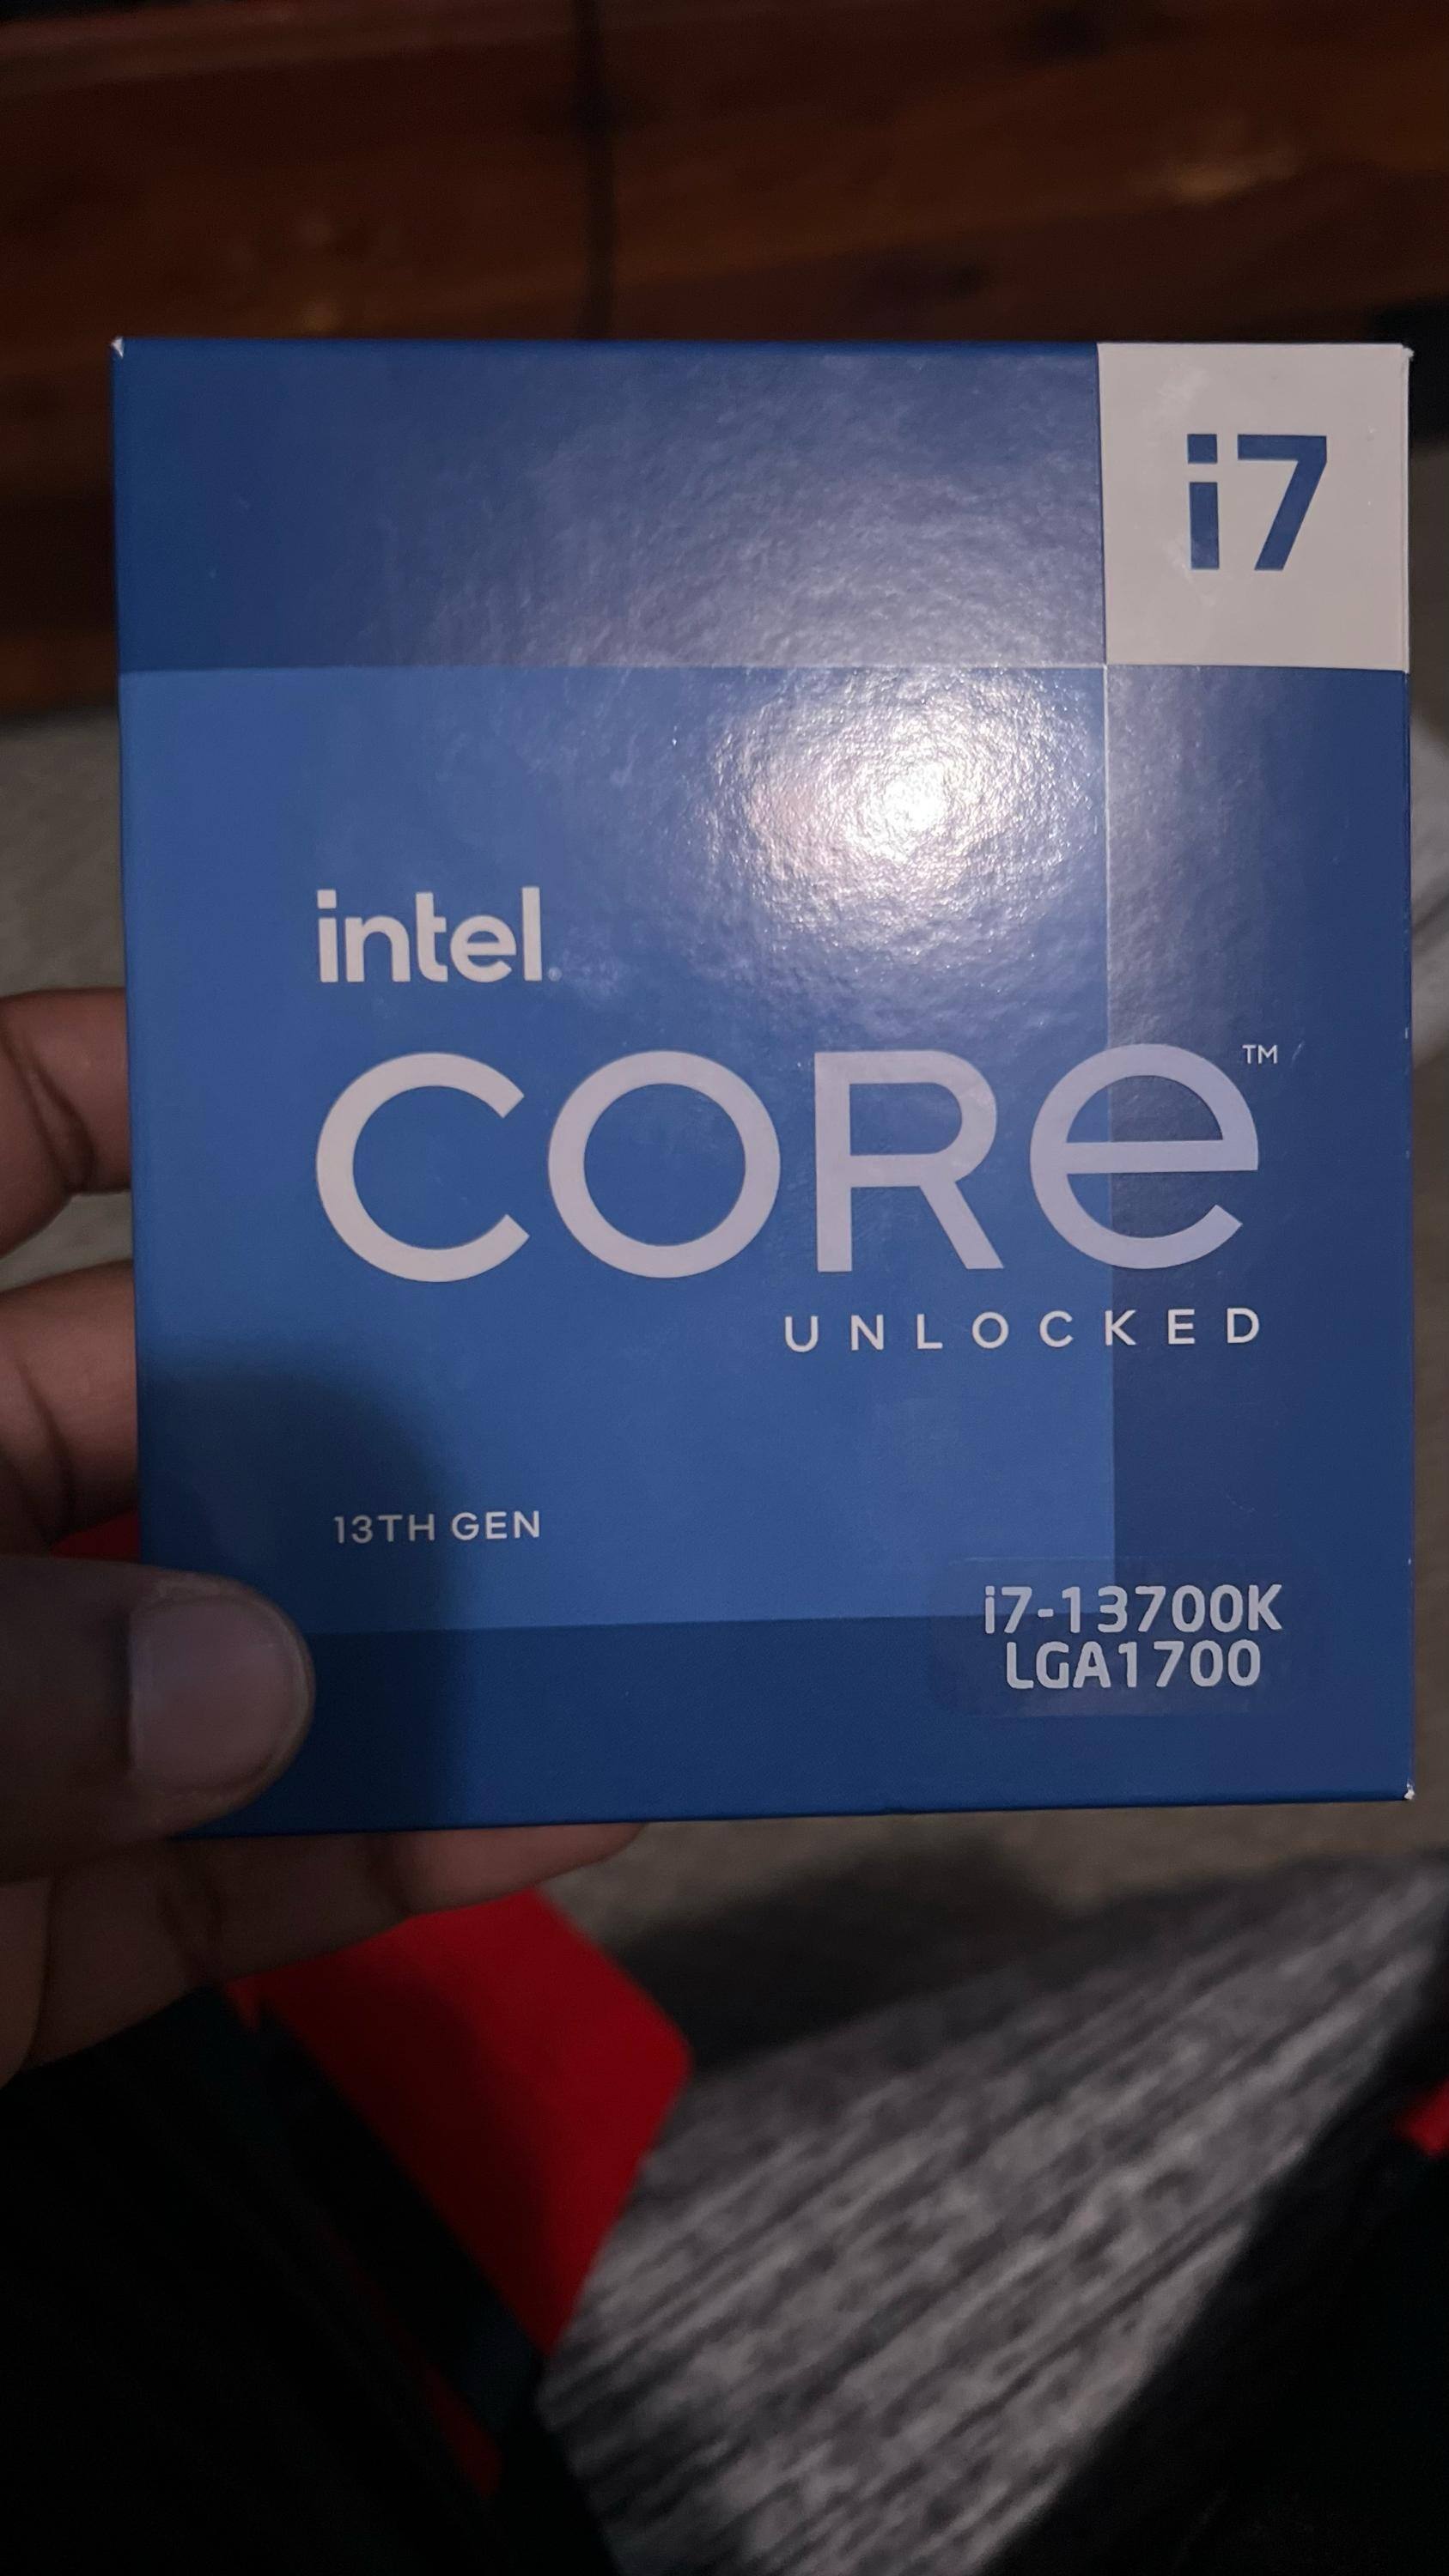 i7
intel.
CORe™
UNLOCKED
13TH GEN
i7-13700K
LGA1700